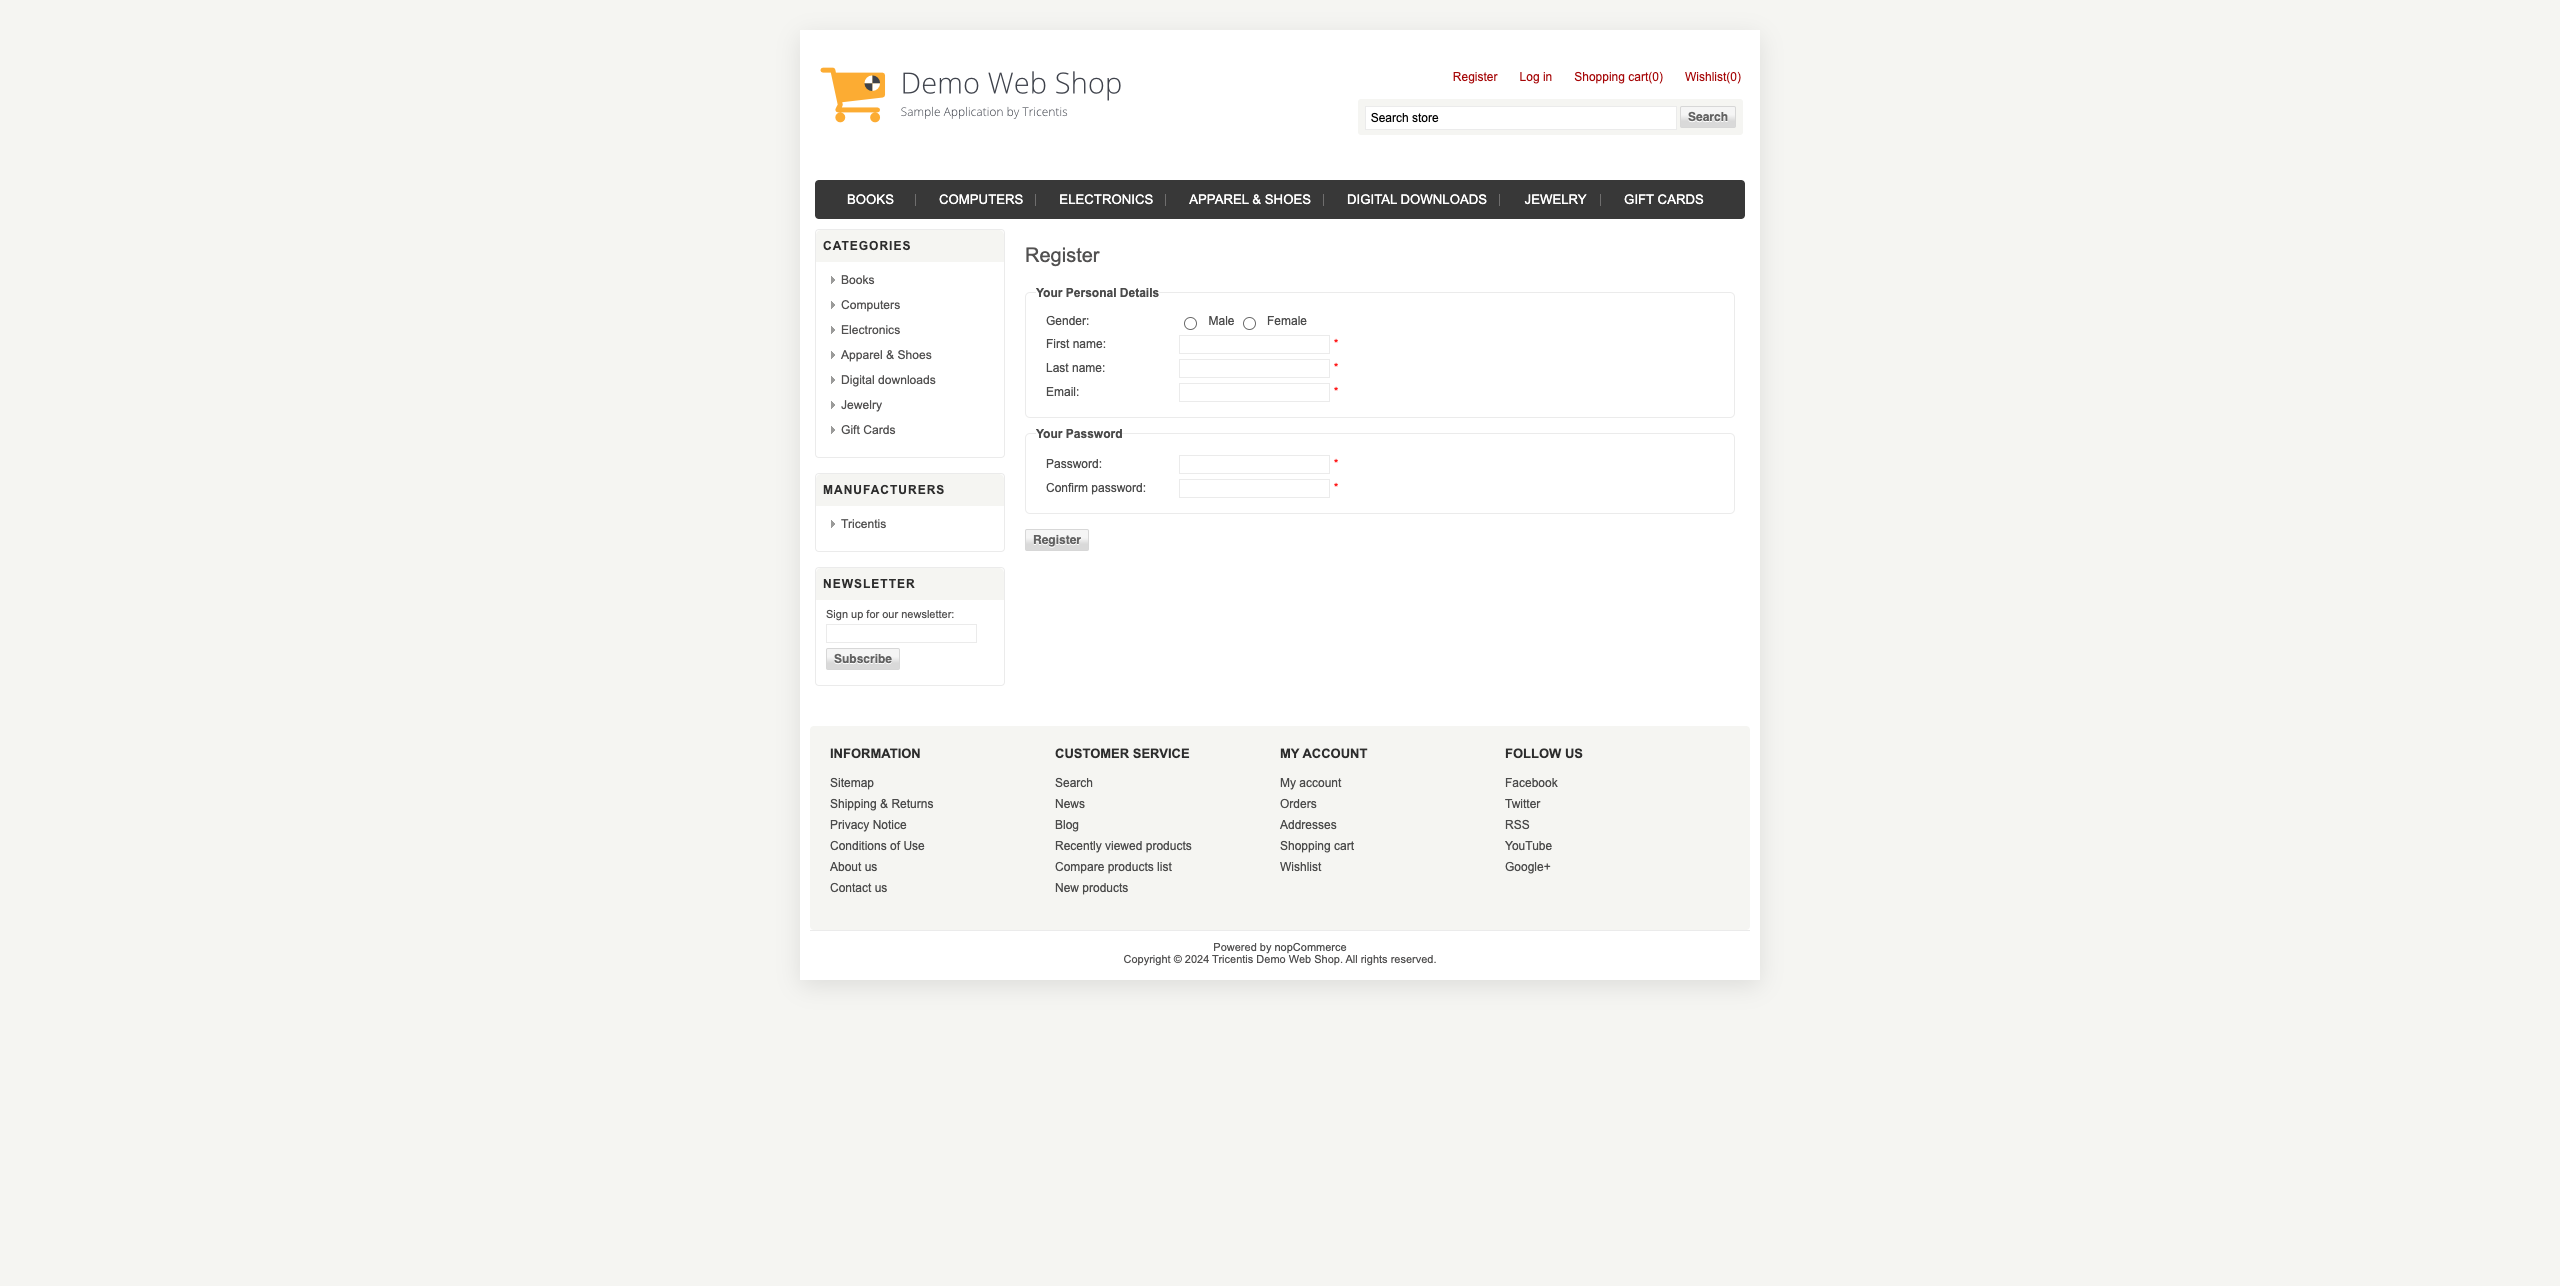 Demo Web Shop
Sample Application by Tricentis
Register Log in Shopping cart(0) Wishlist(0)
Search store Search
BOOKS COMPUTERS ELECTRONICS APPAREL & SHOES DIGITAL DOWNLOADS JEWELRY GIFT CARDS
CATEGORIES
Books
Computers
Electronics
Apparel & Shoes
Digital downloads
Jewelry
Gift Cards
MANUFACTURERS
Tricentis
NEWSLETTER
Sign up for our newsletter:
Subscribe
Register
Your Personal Details
Gender: Male Female
First name: *
Last name: *
Email: *
Your Password
Password: *
Confirm password: *
Register
INFORMATION
Sitemap
Shipping & Returns
Privacy Notice
Conditions of Use
About us
Contact us
CUSTOMER SERVICE
Search
News
Blog
Recently viewed products
Compare products list
New products
MY ACCOUNT
My account
Orders
Addresses
Shopping cart
Wishlist
FOLLOW US
Facebook
Twitter
RSS
YouTube
Google+
Powered by nopCommerce
Copyright © 2024 Tricentis Demo Web Shop. All rights reserved.